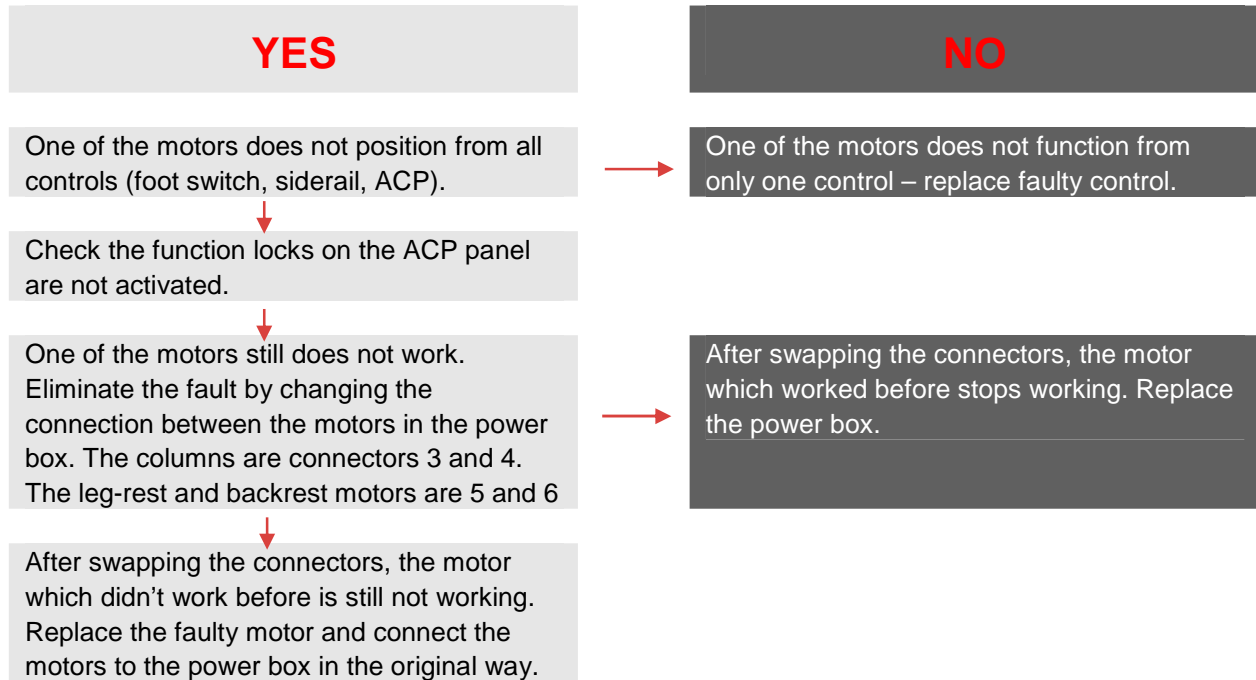 YES
NO
One of the motors does not position from all
controls (foot switch, siderail, ACP).
One of the motors does not function from
only one control – replace faulty control.
Check the function locks on the ACP panel
are not activated.
One of the motors still does not work.
Eliminate the fault by changing the
connection between the motors in the power
box. The columns are connectors 3 and 4.
The leg-rest and backrest motors are 5 and 6
After swapping the connectors, the motor
which worked before stops working. Replace
the power box.
After swapping the connectors, the motor
which didn’t work before is still not working.
Replace the faulty motor and connect the
motors to the power box in the original way.